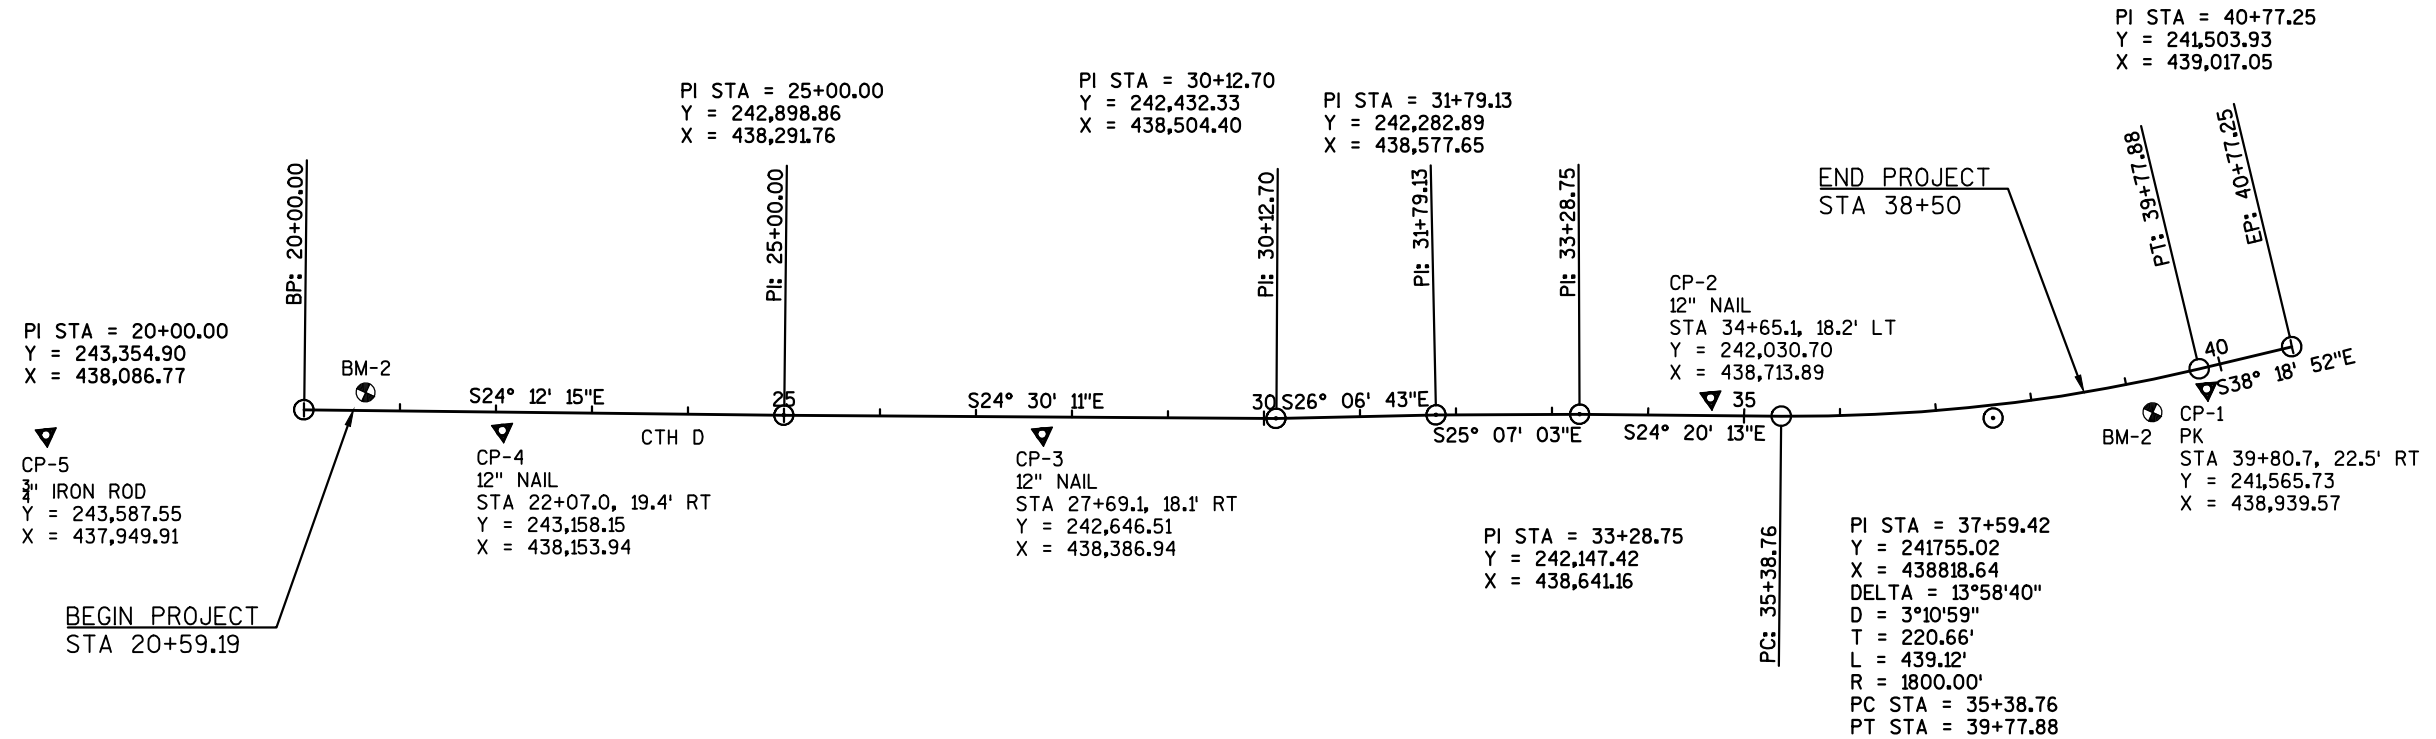 PI STA = 40+77.25
Y = 241,503.93
X = 439,017.05
PI STA = 30+12.70
Y = 242,432.33
X = 438,504.40
PI STA = 25+00.00
Y = 242,898.86
X = 438,291.76
PI STA = 31+79.13
Y = 242,282.89
X = 438,577.65
BP: 20+00.00
PI: 25+00.00
PI: 30+12.70
PI: 31+79.13
PI: 33+28.75
PT: 39+77.88
EP: 40+77.25
END PROJECT
STA 38+50
CP-2
12" NAIL
STA 34+65.1, 18.2' LT
Y = 242,030.70
X = 438,713.89
PI STA = 20+00.00
Y = 243,354.90
X = 438,086.77
BM-2
S24° 12' 15"E
25
S24° 30' 11"E
30
S26° 06' 43"E
S25° 07' 03"E
S24° 20' 13"E
35
40
S38° 18' 52"E
CTH D
CP-5
3/4" IRON ROD
Y = 243,587.55
X = 437,949.91
CP-4
12" NAIL
STA 22+07.0, 19.4' RT
Y = 243,158.15
X = 438,153.94
CP-3
12" NAIL
STA 27+69.1, 18.1' RT
Y = 242,646.51
X = 438,386.94
BM-2
CP-1
PK
STA 39+80.7, 22.5' RT
Y = 241,565.73
X = 438,939.57
PI STA = 33+28.75
Y = 242,147.42
X = 438,641.16
PC: 35+38.76
PI STA = 37+59.42
Y = 241755.02
X = 438818.64
DELTA = 13°58'40"
D = 3°10'59"
T = 220.66'
L = 439.12'
R = 1800.00'
PC STA = 35+38.76
PT STA = 39+77.88
BEGIN PROJECT
STA 20+59.19